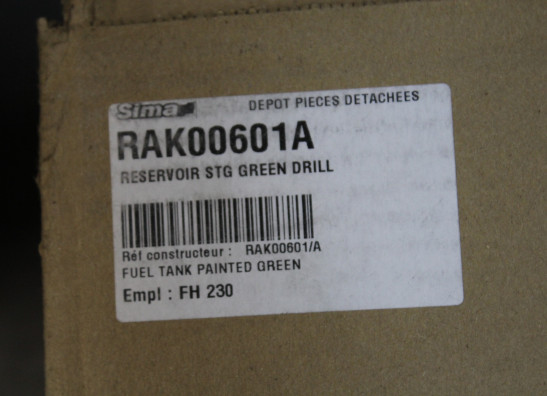 Sima DEPOT PIECES DETACHEES
RAK00601A
RESERVOIR STG GREEN DRILL
Réf constructeur : RAK00601/A
FUEL TANK PAINTED GREEN
Empl : FH 230